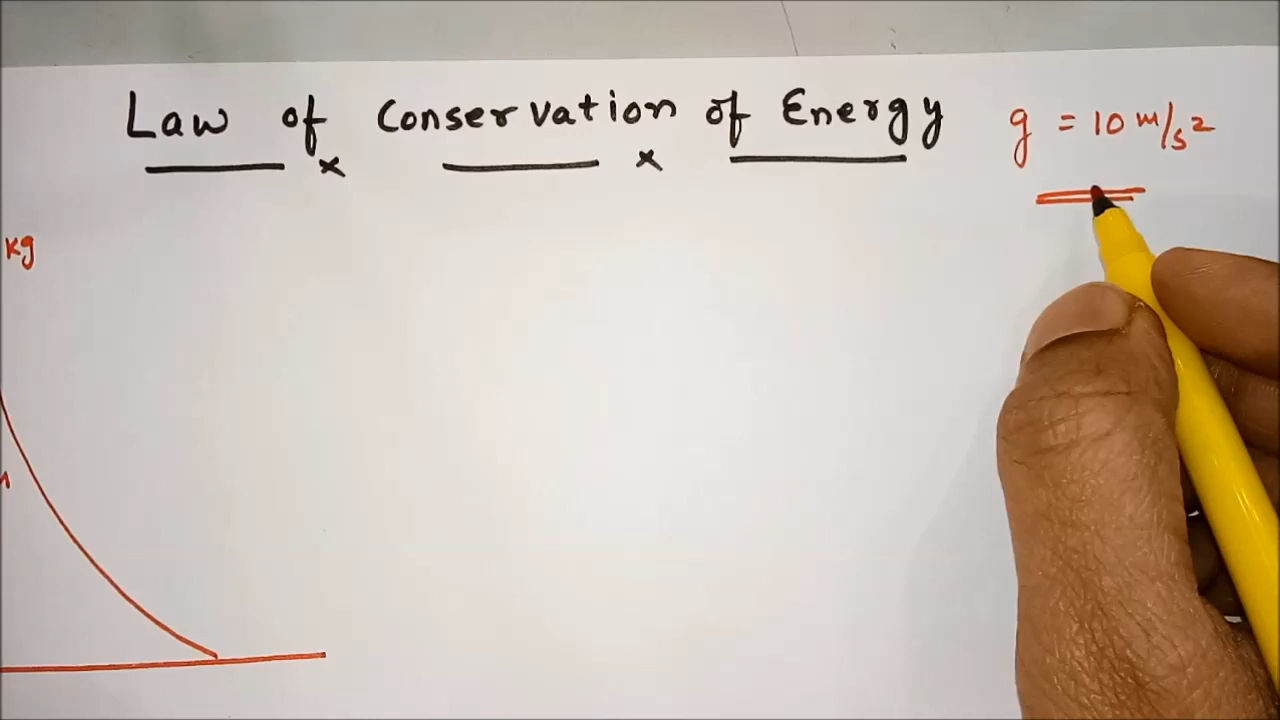 Law of Conservation of Energy
g = 10 m/s2
kg